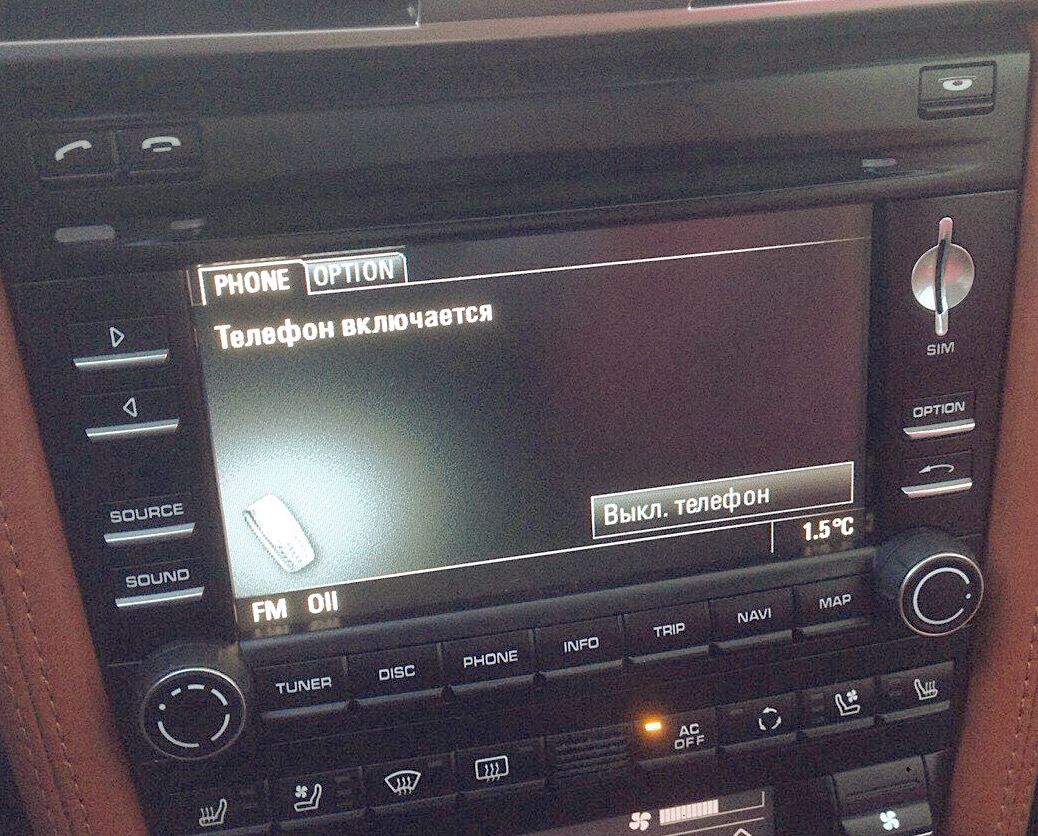 PHONE OPTION
Телефон включается
SIM
OPTION
SOURCE
SOUND
Выкл. телефон
1.5°C
FM Oll
TUNER DISC PHONE INFO TRIP NAVI MAP
AC
OFF